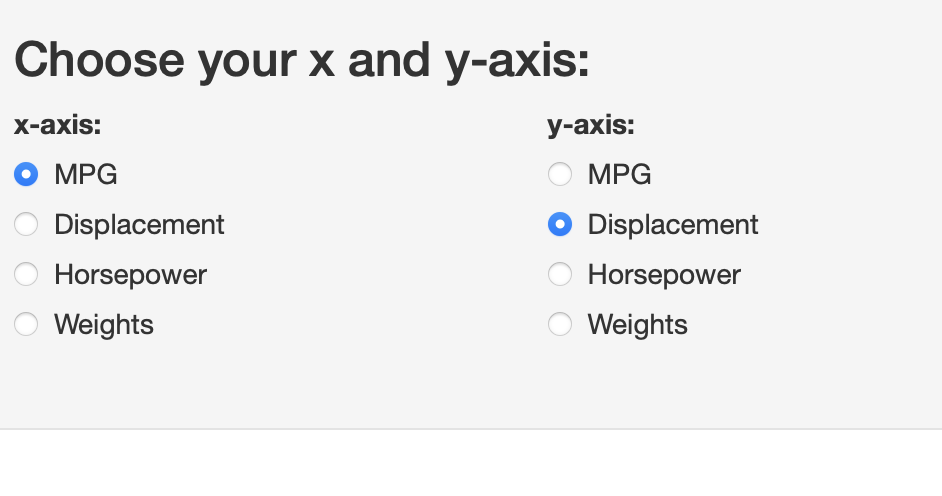 Choose your x and y-axis:
x-axis:
MPG
Displacement
Horsepower
Weights
y-axis:
MPG
Displacement
Horsepower
Weights